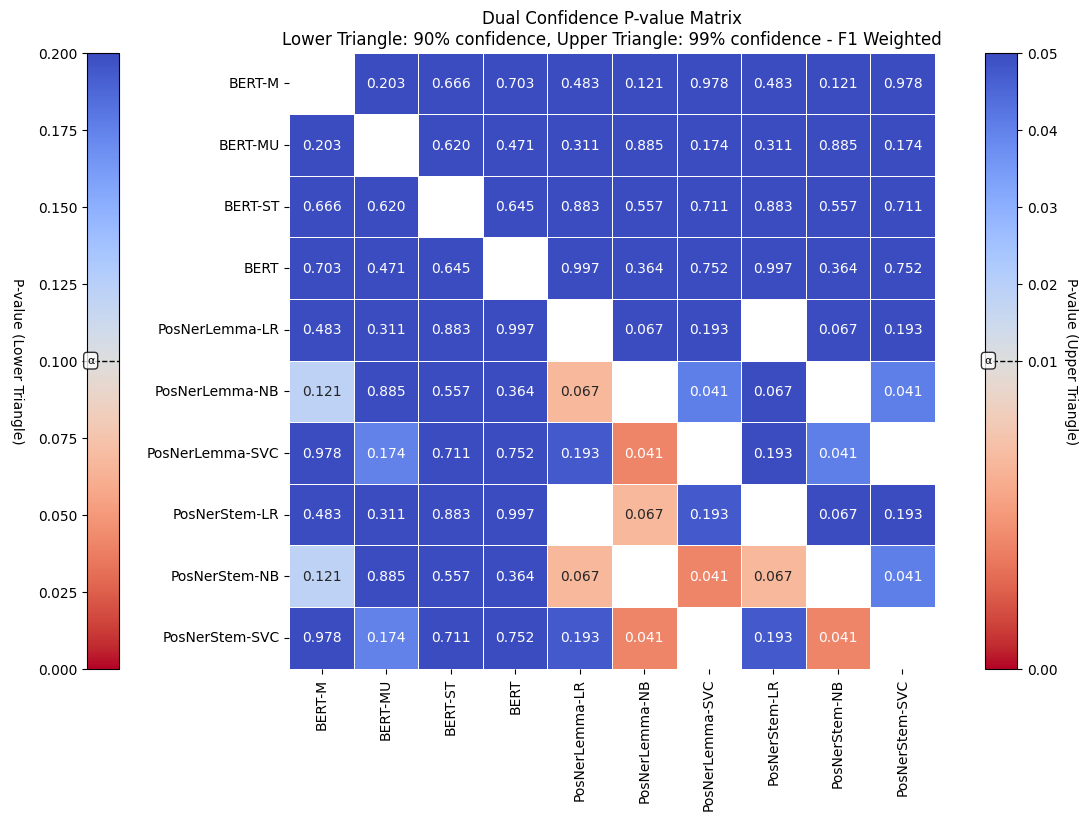 Dual Confidence P-value Matrix
Lower Triangle: 90% confidence, Upper Triangle: 99% confidence - F1 Weighted
0.200
0.175
0.150
0.125
0.100
0.075
0.050
0.025
0.000
α
P-value (Lower Triangle)
BERT-M 0.203 0.666 0.703 0.483 0.121 0.978 0.483 0.121 0.978
BERT-MU 0.203 0.620 0.471 0.311 0.885 0.174 0.311 0.885 0.174
BERT-ST 0.666 0.620 0.645 0.883 0.557 0.711 0.883 0.557 0.711
BERT 0.703 0.471 0.645 0.997 0.364 0.752 0.997 0.364 0.752
PosNerLemma-LR 0.483 0.311 0.883 0.997 0.067 0.193 0.067 0.193
PosNerLemma-NB 0.121 0.885 0.557 0.364 0.067 0.041 0.067 0.041
PosNerLemma-SVC 0.978 0.174 0.711 0.752 0.193 0.041 0.193 0.041
PosNerStem-LR 0.483 0.311 0.883 0.997 0.067 0.193 0.067 0.193
PosNerStem-NB 0.121 0.885 0.557 0.364 0.067 0.041 0.067 0.041
PosNerStem-SVC 0.978 0.174 0.711 0.752 0.193 0.041 0.193 0.041
BERT-M
BERT-MU
BERT-ST
BERT
PosNerLemma-LR
PosNerLemma-NB
PosNerLemma-SVC
PosNerStem-LR
PosNerStem-NB
PosNerStem-SVC
0.05
0.04
0.03
0.02
0.01
0.00
α
P-value (Upper Triangle)